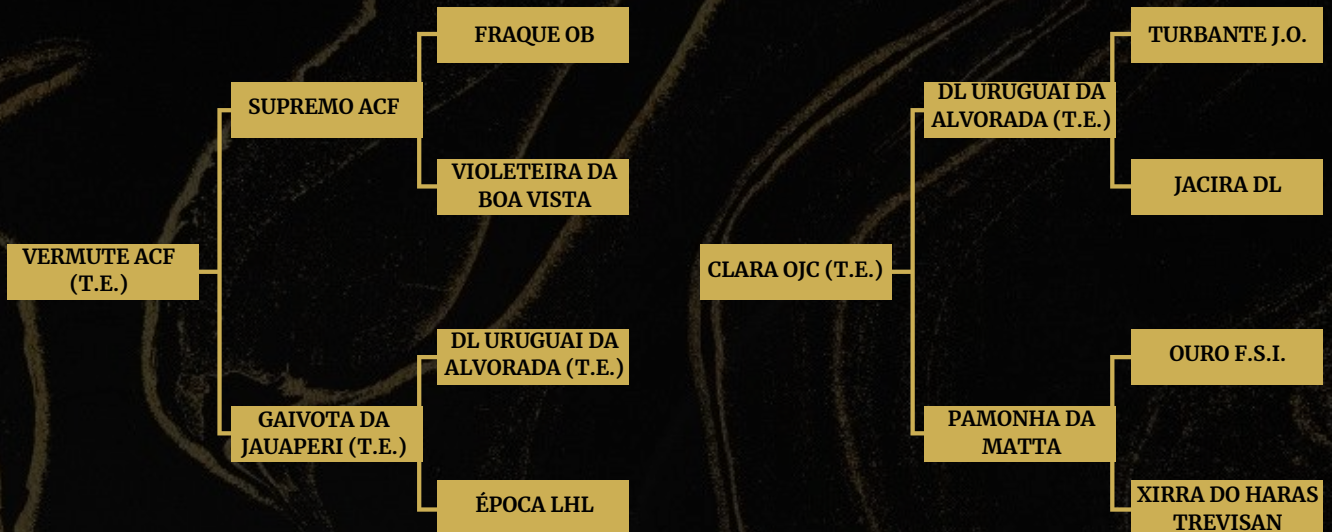 FRAQUE OB
SUPREMO ACF
VIOLETEIRA DA
BOA VISTA
VERMUTE ACF
(T.E.)
DL URUGUAI DA
ALVORADA (T.E.)
GAIVOTA DA
JAUAPERI (T.E.)
ÉPOCA LHL
TURBANTE J.O.
DL URUGUAI DA
ALVORADA (T.E.)
JACIRA DL
CLARA OJC (T.E.)
OURO F.S.I.
PAMONHA DA
MATTA
XIRRA DO HARAS
TREVISAN